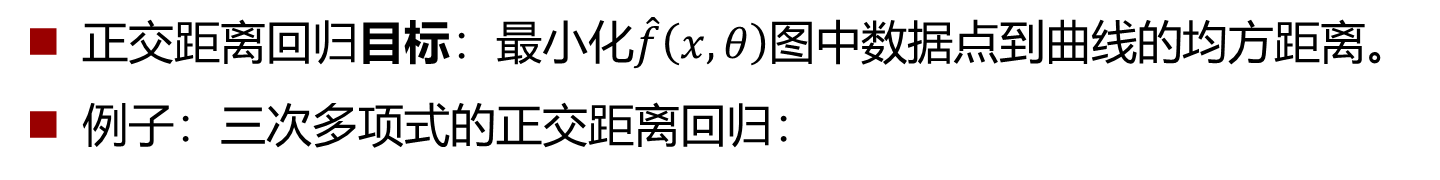 ■ 正交距离回归目标：最小化f̂(x, θ)图中数据点到曲线的均方距离。
■ 例子：三次多项式的正交距离回归：